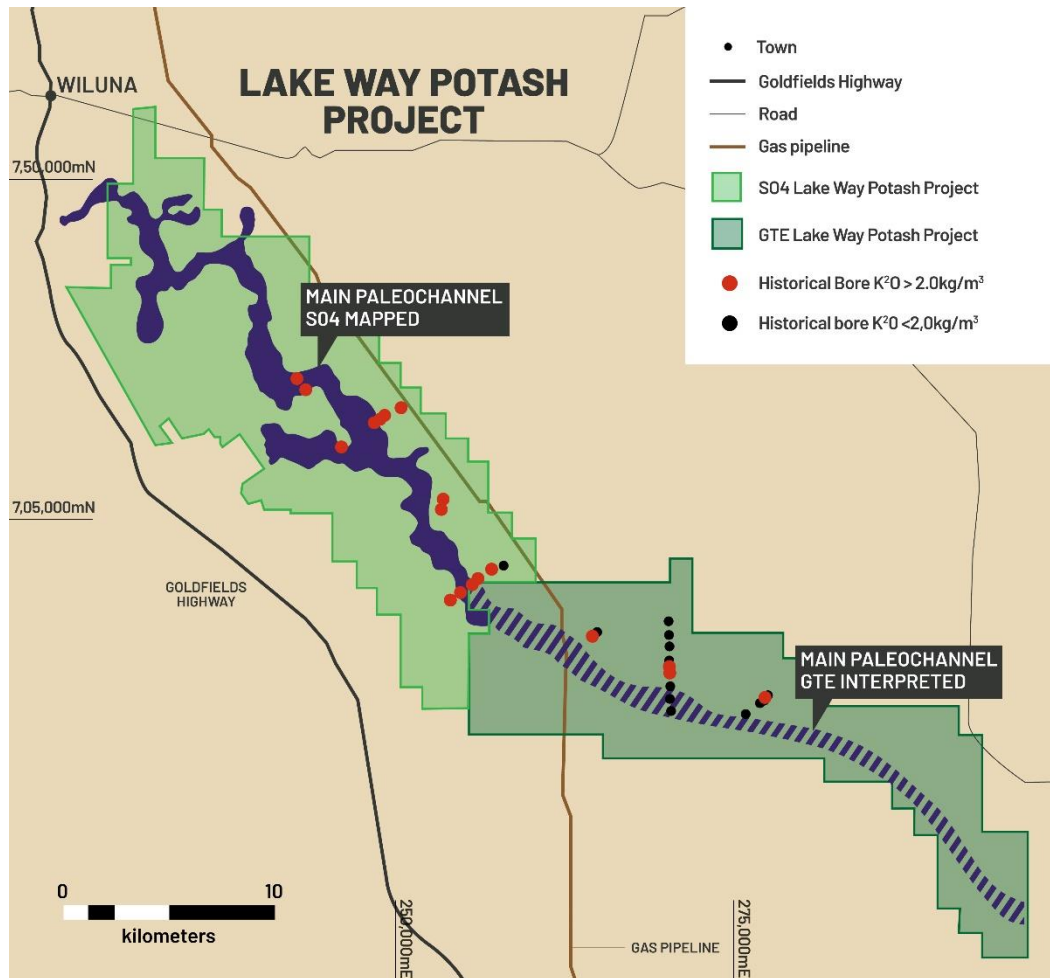 LAKE WAY POTASH
PROJECT
WILUNA
7,50,000mN
MAIN PALEOCHANNEL
SO4 MAPPED
7,05,000mN
GOLDFIELDS
HIGHWAY
MAIN PALEOCHANNEL
GTE INTERPRETED
0 10
kilometers
250,000mE
275,000mE
GAS PIPELINE
Town
Goldfields Highway
Road
Gas pipeline
SO4 Lake Way Potash Project
GTE Lake Way Potash Project
Historical Bore K²O > 2.0kg/m³
Historical bore K²O <2,0kg/m³